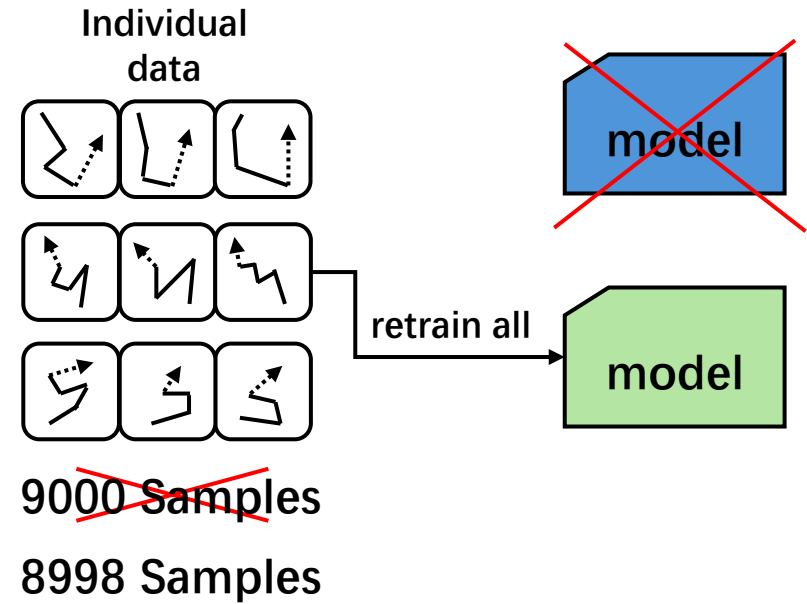 Individual
data
model
retrain all
model
9000 Samples
8998 Samples